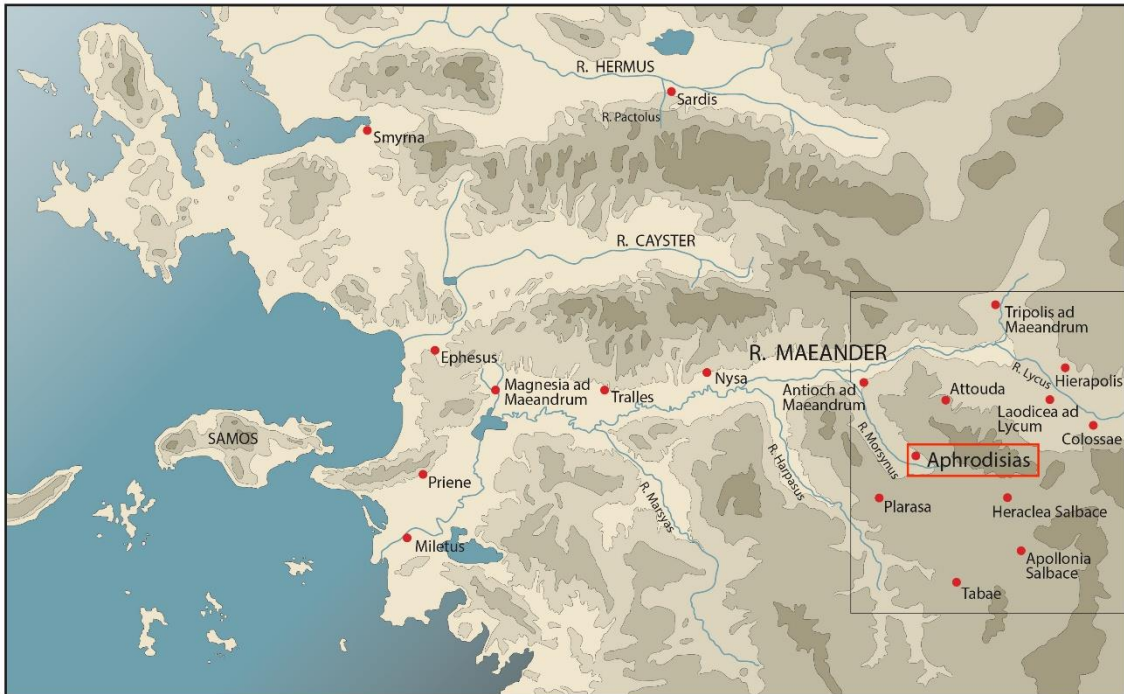 R. HERMUS
Sardis
R. Pactolus
Smyrna
R. CAYSTER
Tripolis ad
Maeandrum
R. MAEANDER
Ephesus
R. Lycus
Hierapolis
Nysa
Magnesia ad
Maeandrum
Tralles
Antioch ad
Maeandrum
Attouda
Laodicea ad
Lycum
Colossae
SAMOS
R. Morsynus
Aphrodisias
R. Harpasus
Priene
R. Marsyas
Plarasa
Heraclea Salbace
Miletus
Apollonia
Salbace
Tabae